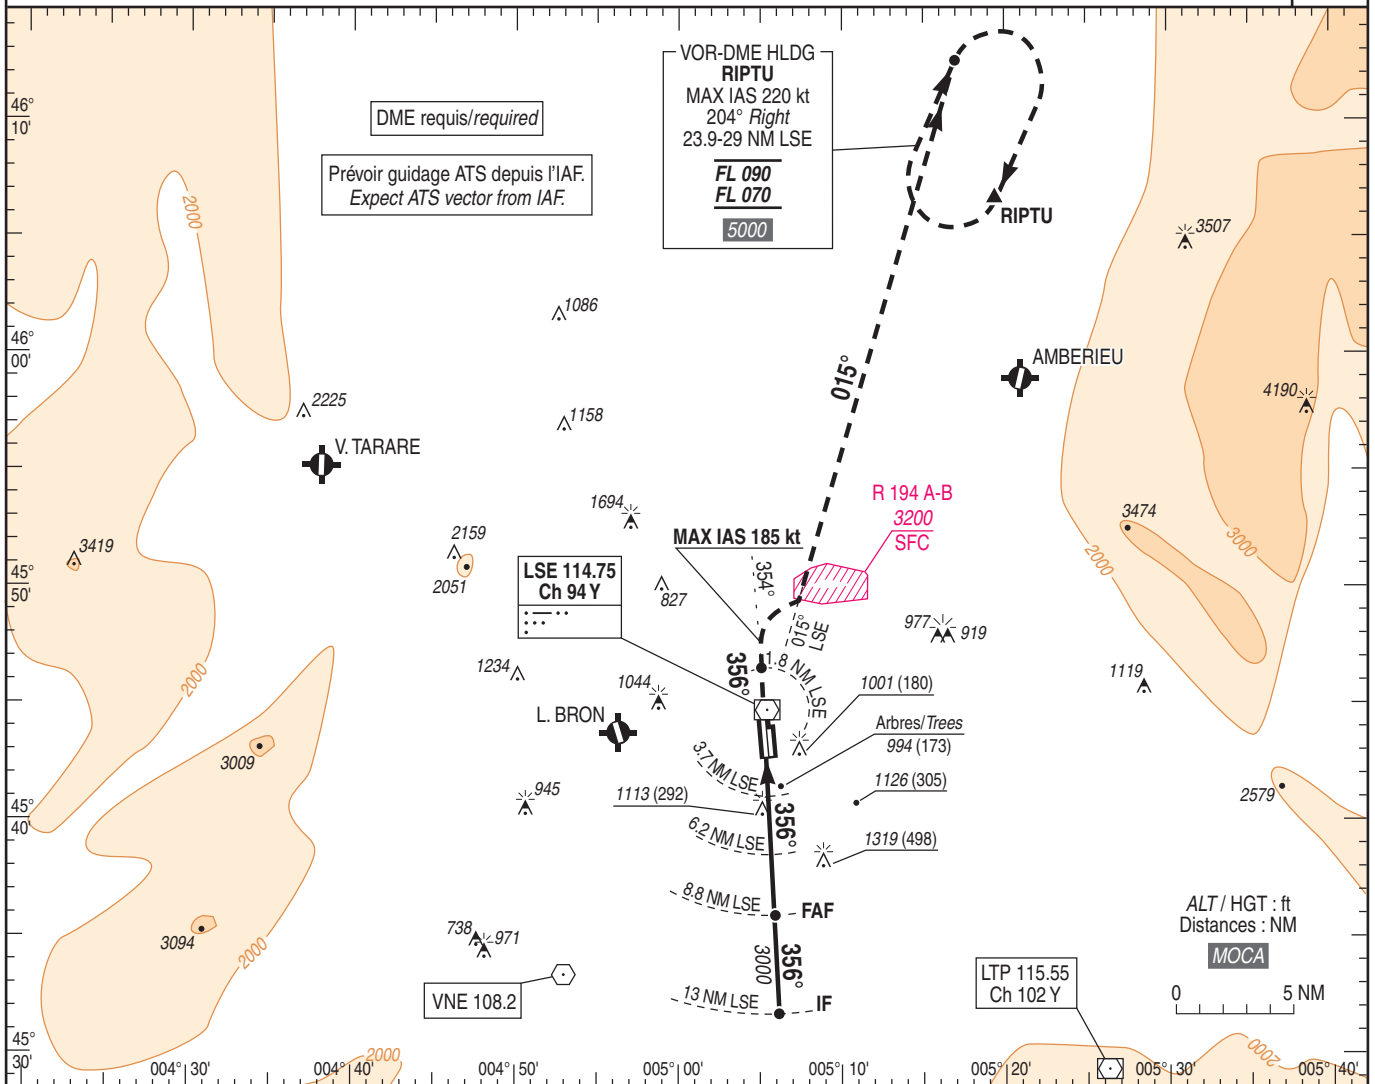 VOR-DME HLDG
RIPTU
MAX IAS 220 kt
204° Right
23.9-29 NM LSE
FL 090
FL 070
5000
DME requis/required
Prévoir guidage ATS depuis l'IAF.
Expect ATS vector from IAF.
46°
10'
2000
RIPTU
3507
1086
46°
00'
015°
AMBERIEU
4190
2225
1158
V. TARARE
R 194 A-B
3200
SFC
1694
3474
3000
2000
MAX IAS 185 kt
2159
3419
2051
LSE 114.75
Ch 94 Y
354°
45°
50'
827
015°
LSE
977
919
1234
356°
1.8 NM LSE
1119
2000
1044
1001 (180)
L. BRON
Arbres/Trees
994 (173)
3009
3.7 NM LSE
1126 (305)
945
1113 (292)
2579
45°
40'
356°
6.2 NM LSE
1319 (498)
8.8 NM LSE
FAF
ALT / HGT : ft
Distances : NM
MOCA
738
971
3094
2000
3000
356°
LTP 115.55
Ch 102 Y
0
5 NM
VNE 108.2
13 NM LSE
IF
45°
30'
2000
2000
004° 30'
004° 40'
004° 50'
005° 00'
005° 10'
005° 20'
005° 30'
005° 40'